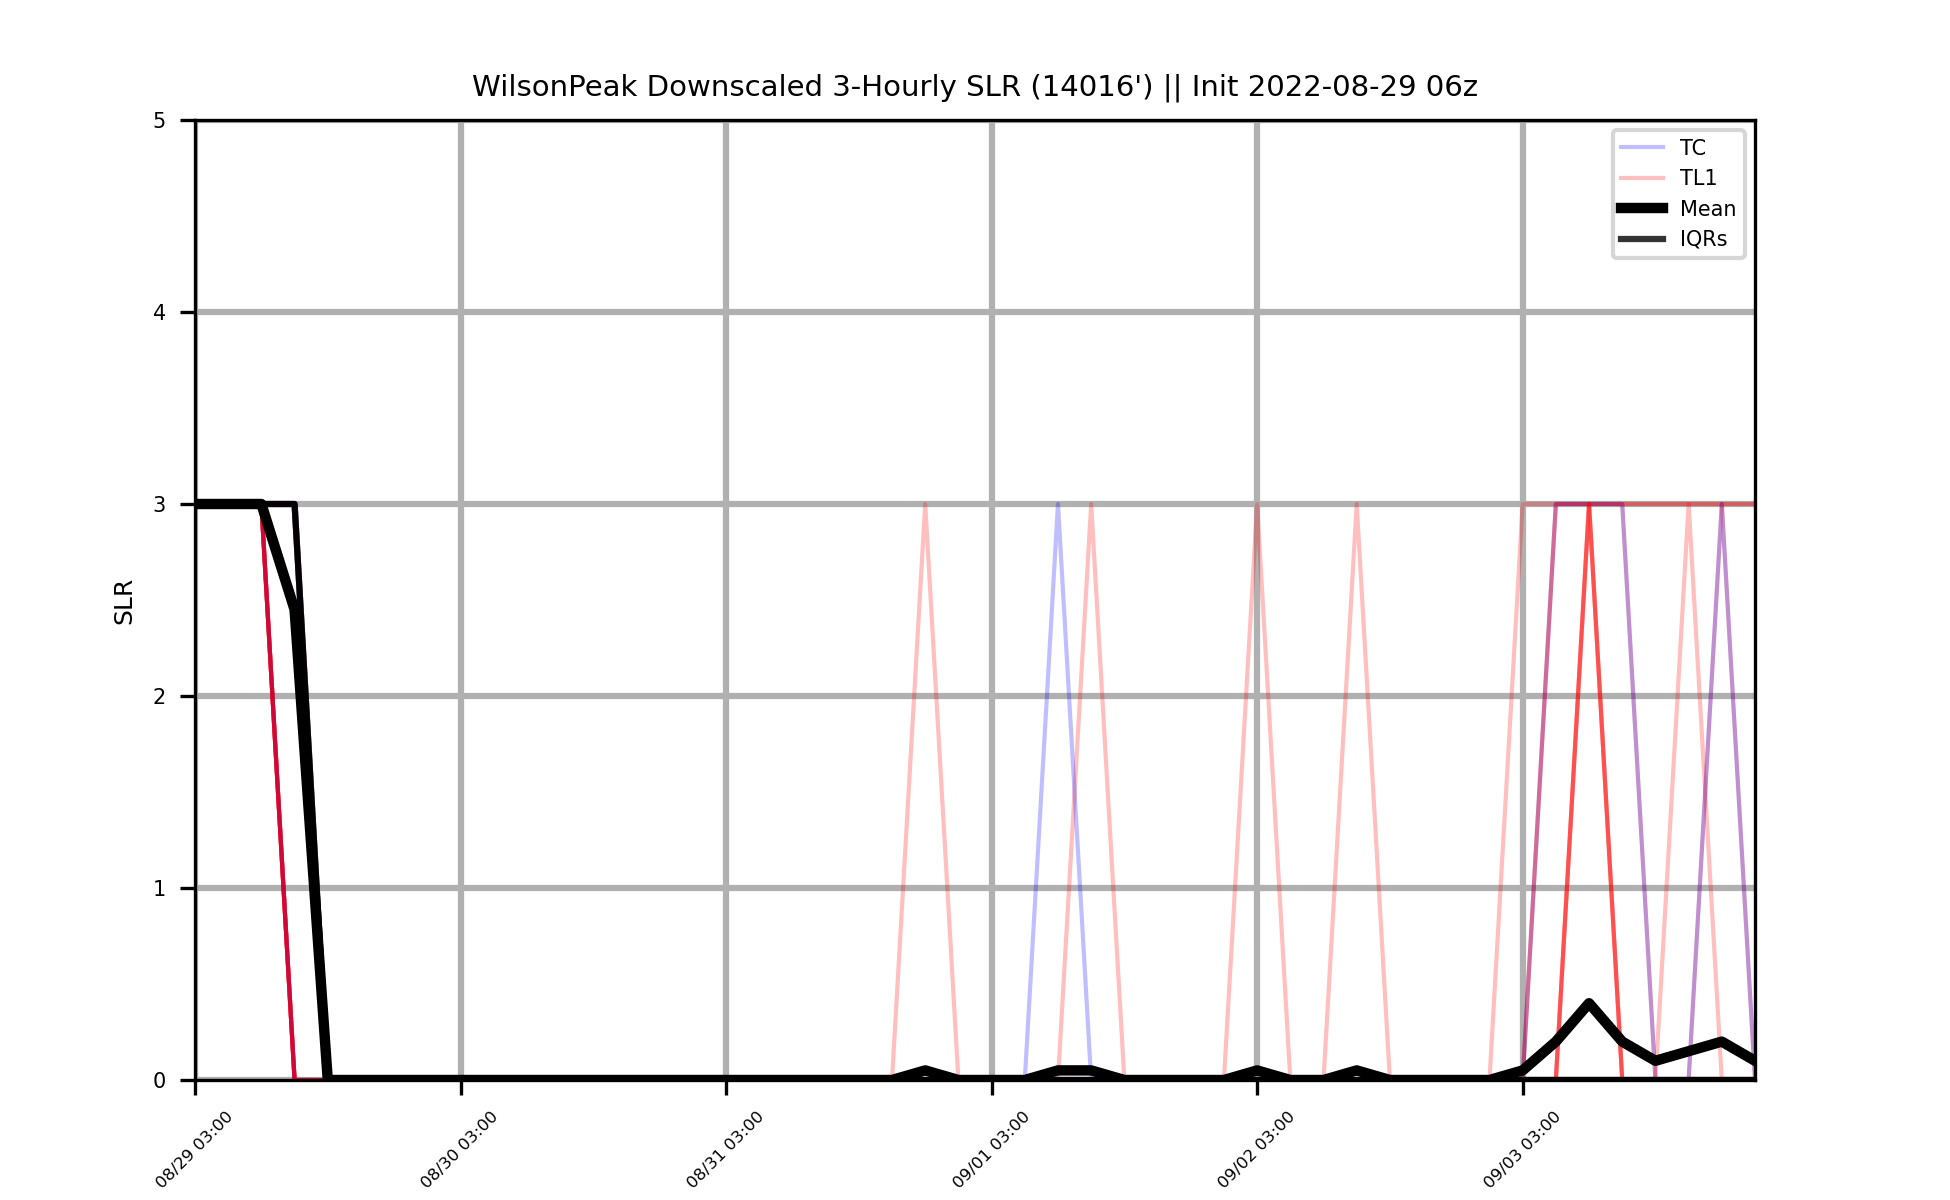 WilsonPeak Downscaled 3-Hourly SLR (14016') || Init 2022-08-29 06z
5
4
3
2
1
0
SLR
TC
TL1
Mean
IQRs
08/29 03:00
08/30 03:00
08/31 03:00
09/01 03:00
09/02 03:00
09/03 03:00